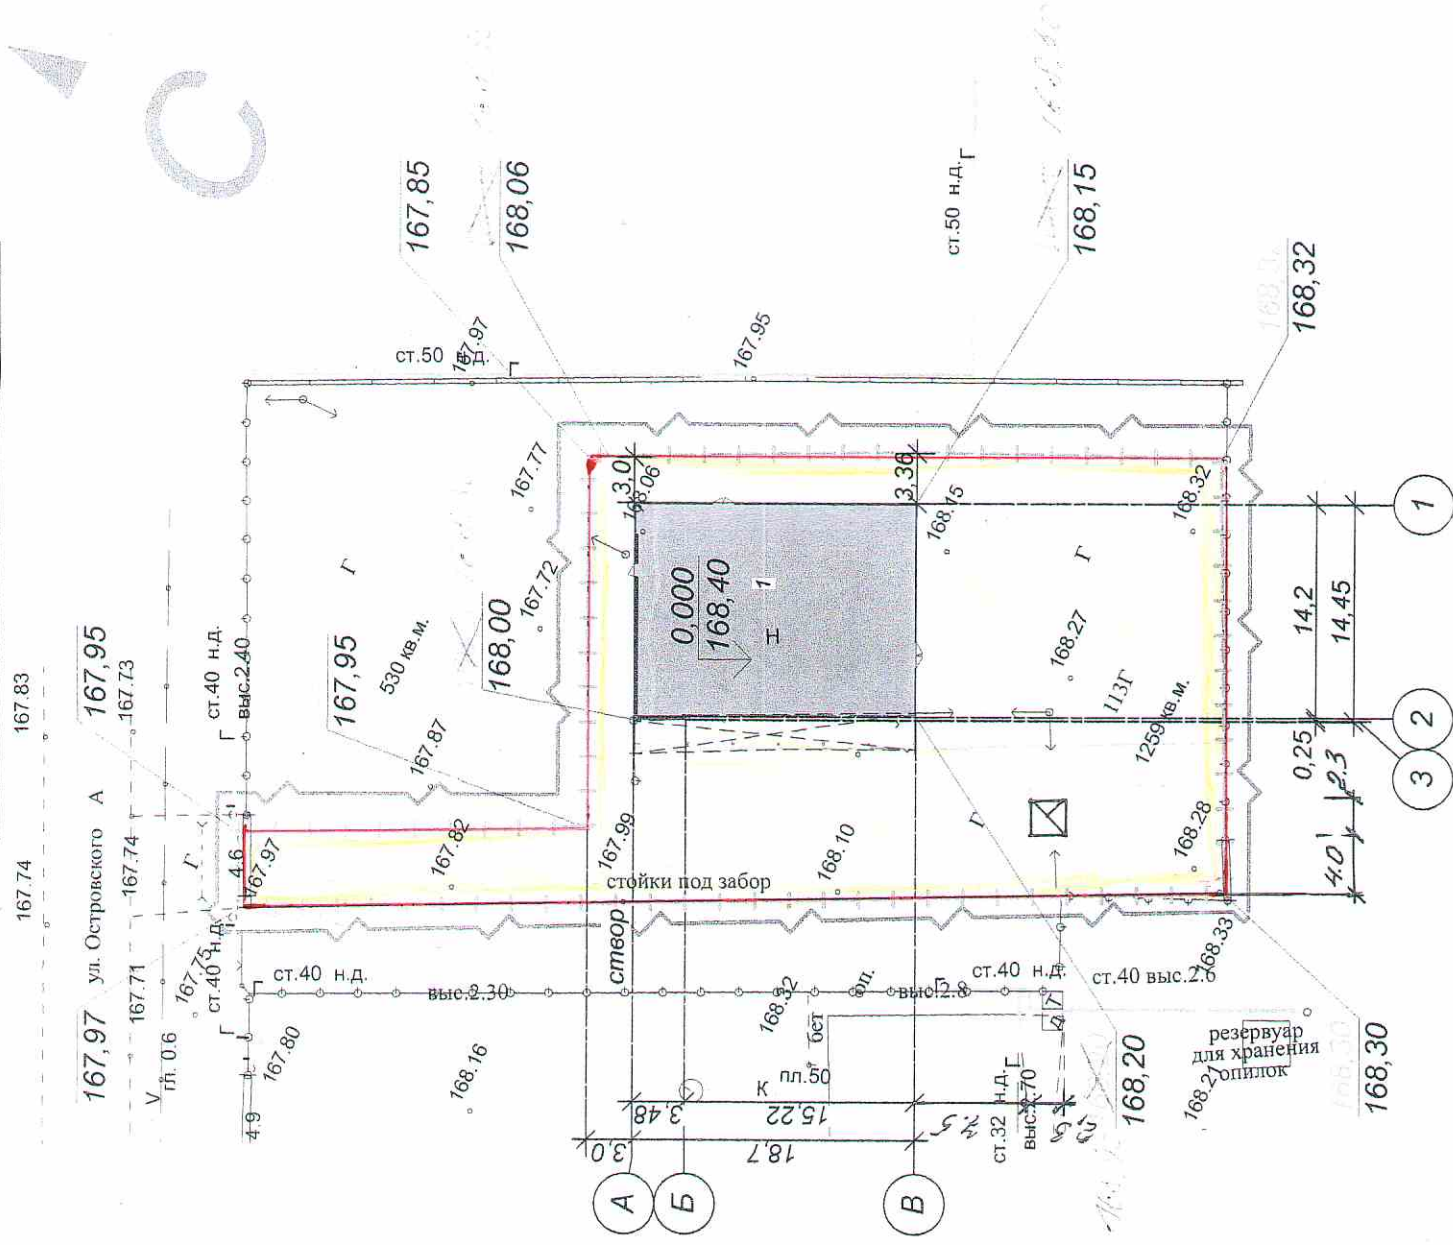 С
167.83
167.74
167,95
167.73
ул. Островского А
167.74
167,97
167.71
167.75
V
гл. 0.6
ст.40 н.д.
Г
выс.2.40
Г
4.6
167.97
ст.40 н.д.
Г
167.80
4,9
167,85
168,06
ст.50 н.д.
Г
167.97
167.95
ст.50 н.д.
Г
168,15
168,32
Г
530 кв.м.
167,95
167.87
167.82
167.77
167.72
168,00
3,0
168.06
0,000
168,40
1
Н
3,36
168.15
168.32
Г
168.27
113Г
1259 кв.м.
Г
167.99
168.10
168.28
стойки под забор
створ
ст.40 н.д.
Г
выс.2.30
168.16
168.32
оп.
бет
выс.2.8
Г
ст.40 н.д.
ст.40 выс.2.6
168.33
ДТ
К
пл.50
резервуар
для хранения
опилок
168.21
ст.32 н.д.
Г
выс.2.70
168,20
168,30
3,48
15,22
3,0
18,7
А
Б
В
14,2
14,45
0,25
2.3
4.0
1
2
3